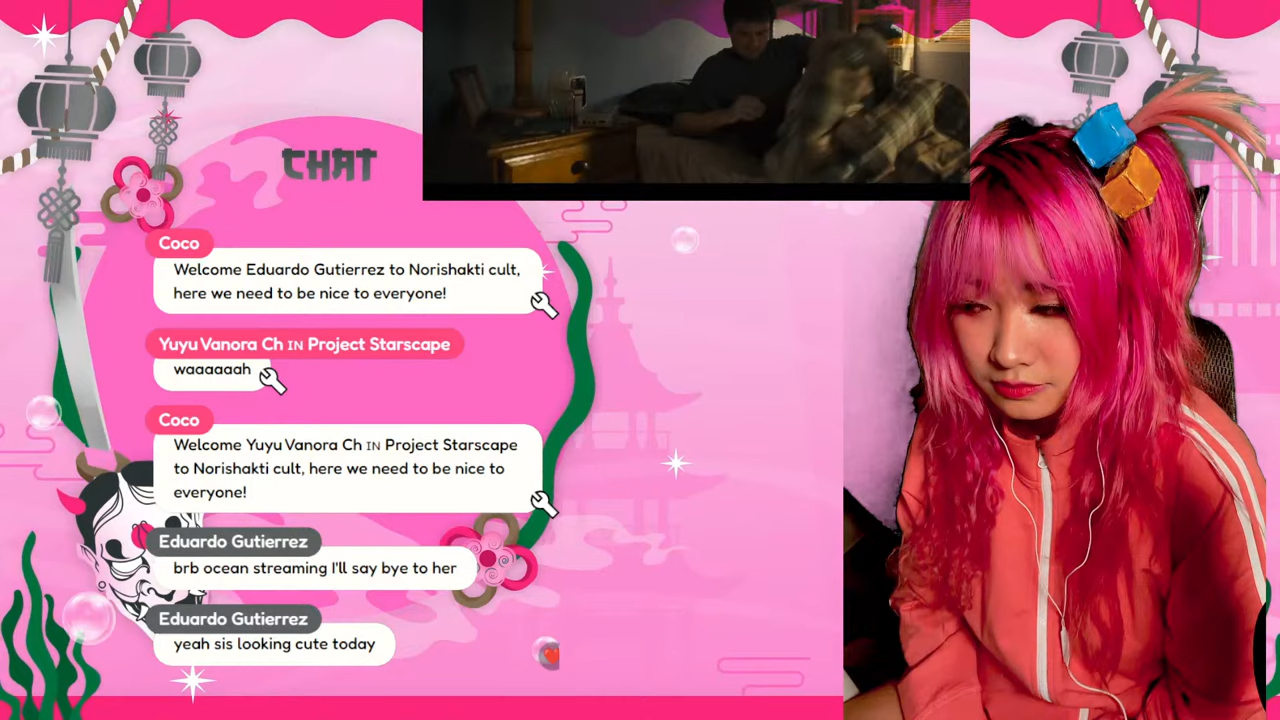 CHAT
Coco
Welcome Eduardo Gutierrez to Norishakti cult,
here we need to be nice to everyone!
Yuyu Vanora Ch IN Project Starscape
waaaaaah
Coco
Welcome Yuyu Vanora Ch IN Project Starscape
to Norishakti cult, here we need to be nice to
everyone!
Eduardo Gutierrez
brb ocean streaming I'll say bye to her
Eduardo Gutierrez
yeah sis looking cute today